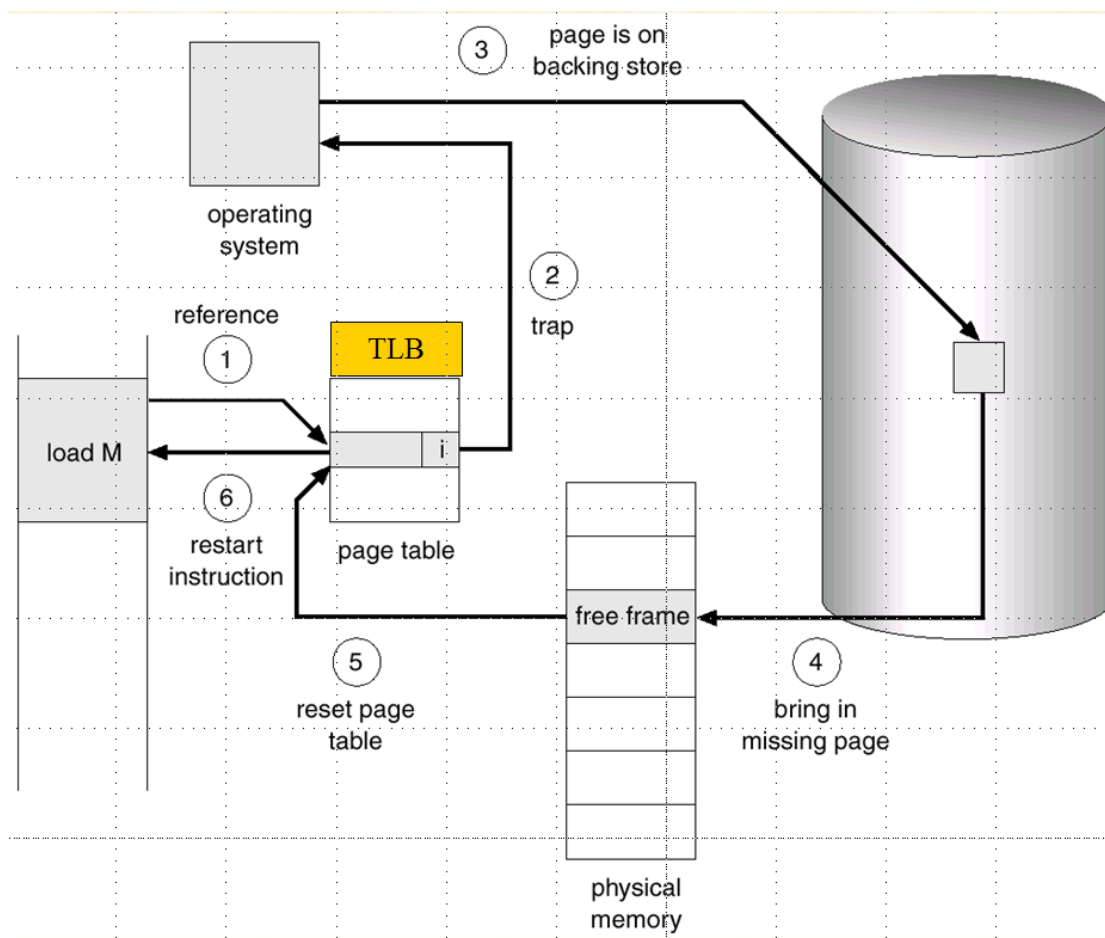 3
page is on
backing store
operating
system
2
trap
reference
1
TLB
load M
i
6
restart
instruction
page table
free frame
5
reset page
table
4
bring in
missing page
physical
memory